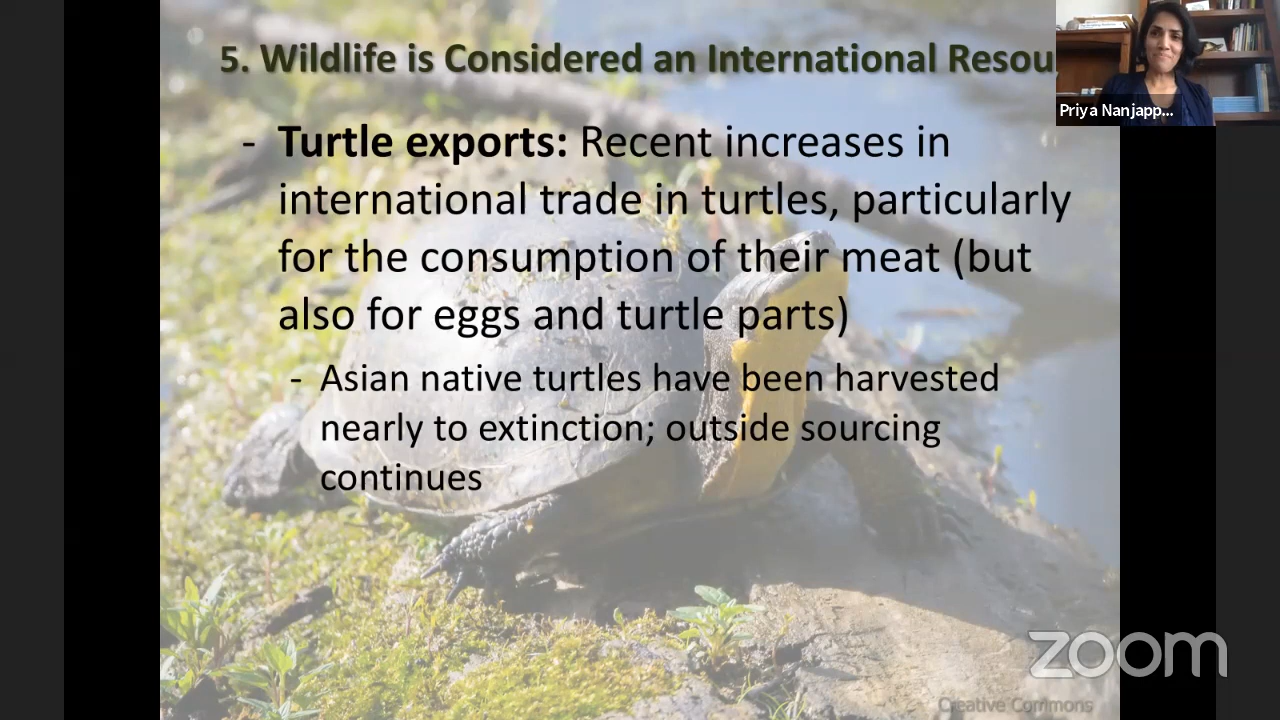 5. Wildlife is Considered an International Resou
Priya Nanjapp...
- Turtle exports: Recent increases in
international trade in turtles, particularly
for the consumption of their meat (but
also for eggs and turtle parts)
- Asian native turtles have been harvested
nearly to extinction; outside sourcing
continues
zoom
Creative Commons